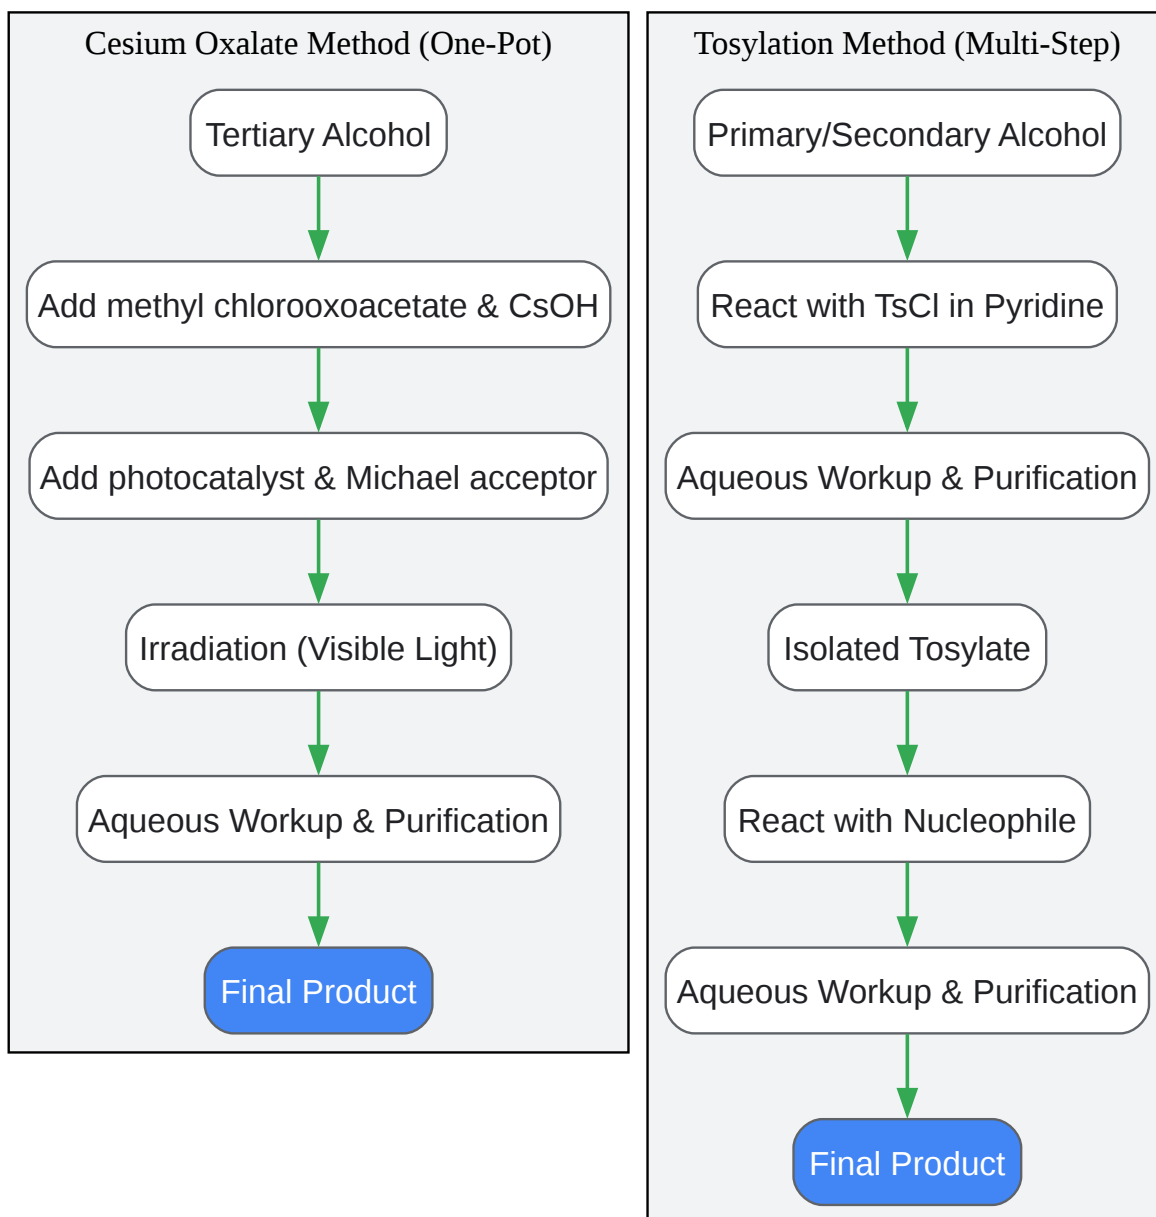 Cesium Oxalate Method (One-Pot)
Tertiary Alcohol
Add methyl chlorooxoacetate & CsOH
Add photocatalyst & Michael acceptor
Irradiation (Visible Light)
Aqueous Workup & Purification
Final Product
Tosylation Method (Multi-Step)
Primary/Secondary Alcohol
React with TsCl in Pyridine
Aqueous Workup & Purification
Isolated Tosylate
React with Nucleophile
Aqueous Workup & Purification
Final Product